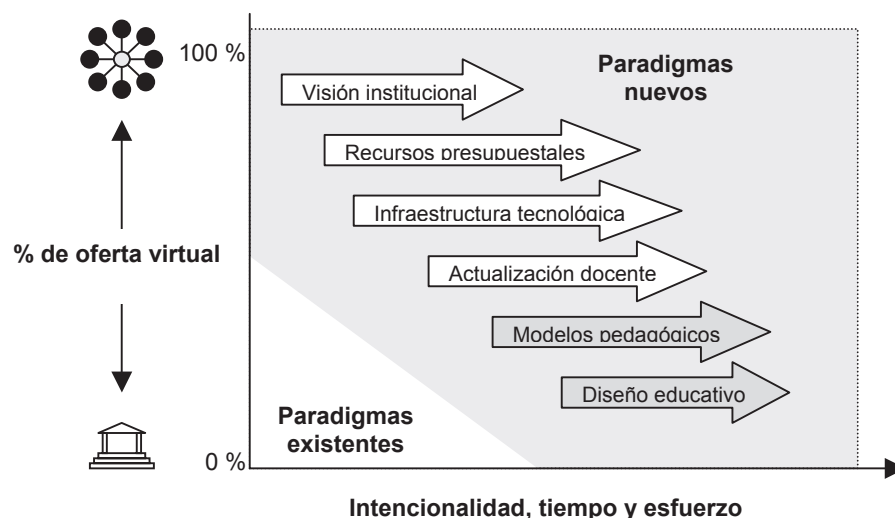 100 %
Paradigmas
nuevos
Visión institucional
Recursos presupuestales
Infraestructura tecnológica
% de oferta virtual
Actualización docente
Modelos pedagógicos
Diseño educativo
Paradigmas
existentes
0 %
Intencionalidad, tiempo y esfuerzo